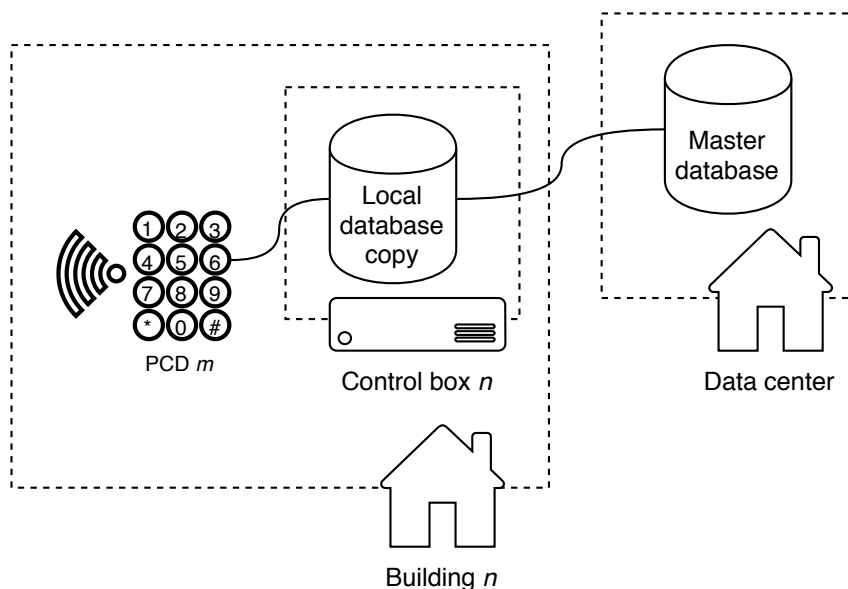 Master
database
Local
database
copy
1 2 3
4 5 6
7 8 9
* 0 #
PCD m
Control box n
Data center
Building n